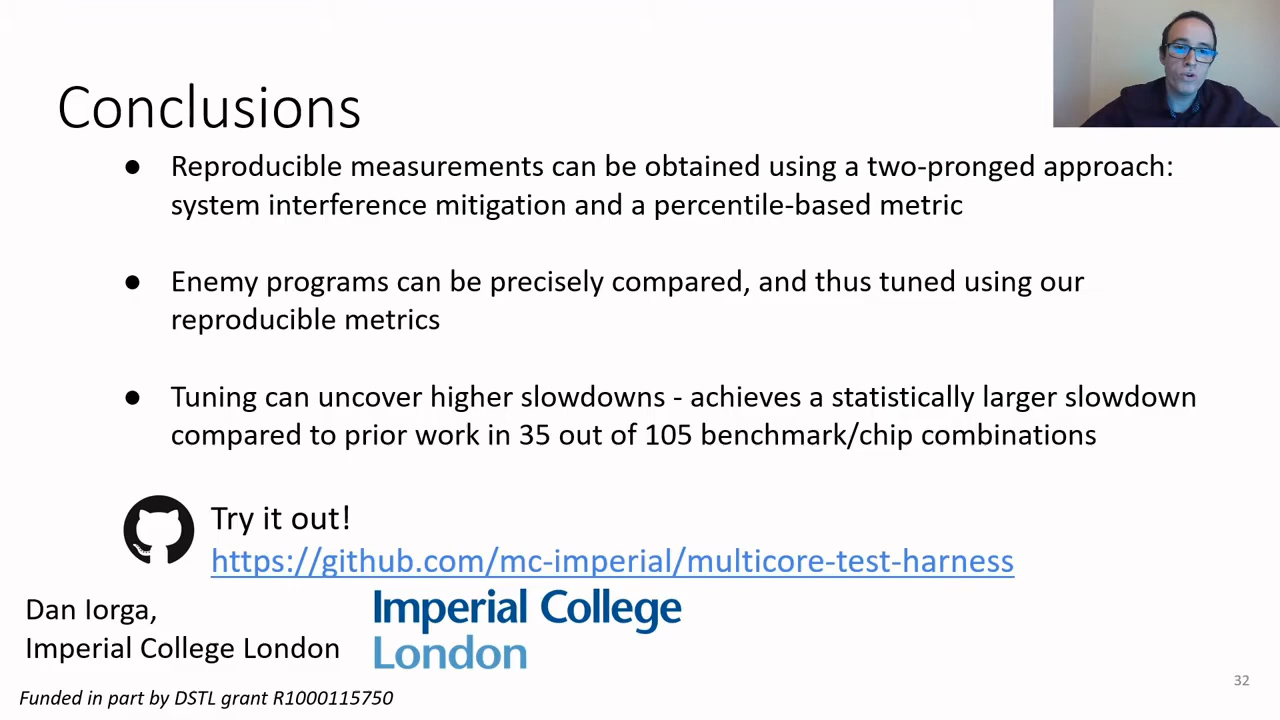 Conclusions
● Reproducible measurements can be obtained using a two-pronged approach:
system interference mitigation and a percentile-based metric
● Enemy programs can be precisely compared, and thus tuned using our
reproducible metrics
● Tuning can uncover higher slowdowns - achieves a statistically larger slowdown
compared to prior work in 35 out of 105 benchmark/chip combinations
Try it out!
https://github.com/mc-imperial/multicore-test-harness
Dan Iorga,
Imperial College London
Imperial College
London
Funded in part by DSTL grant R1000115750
32